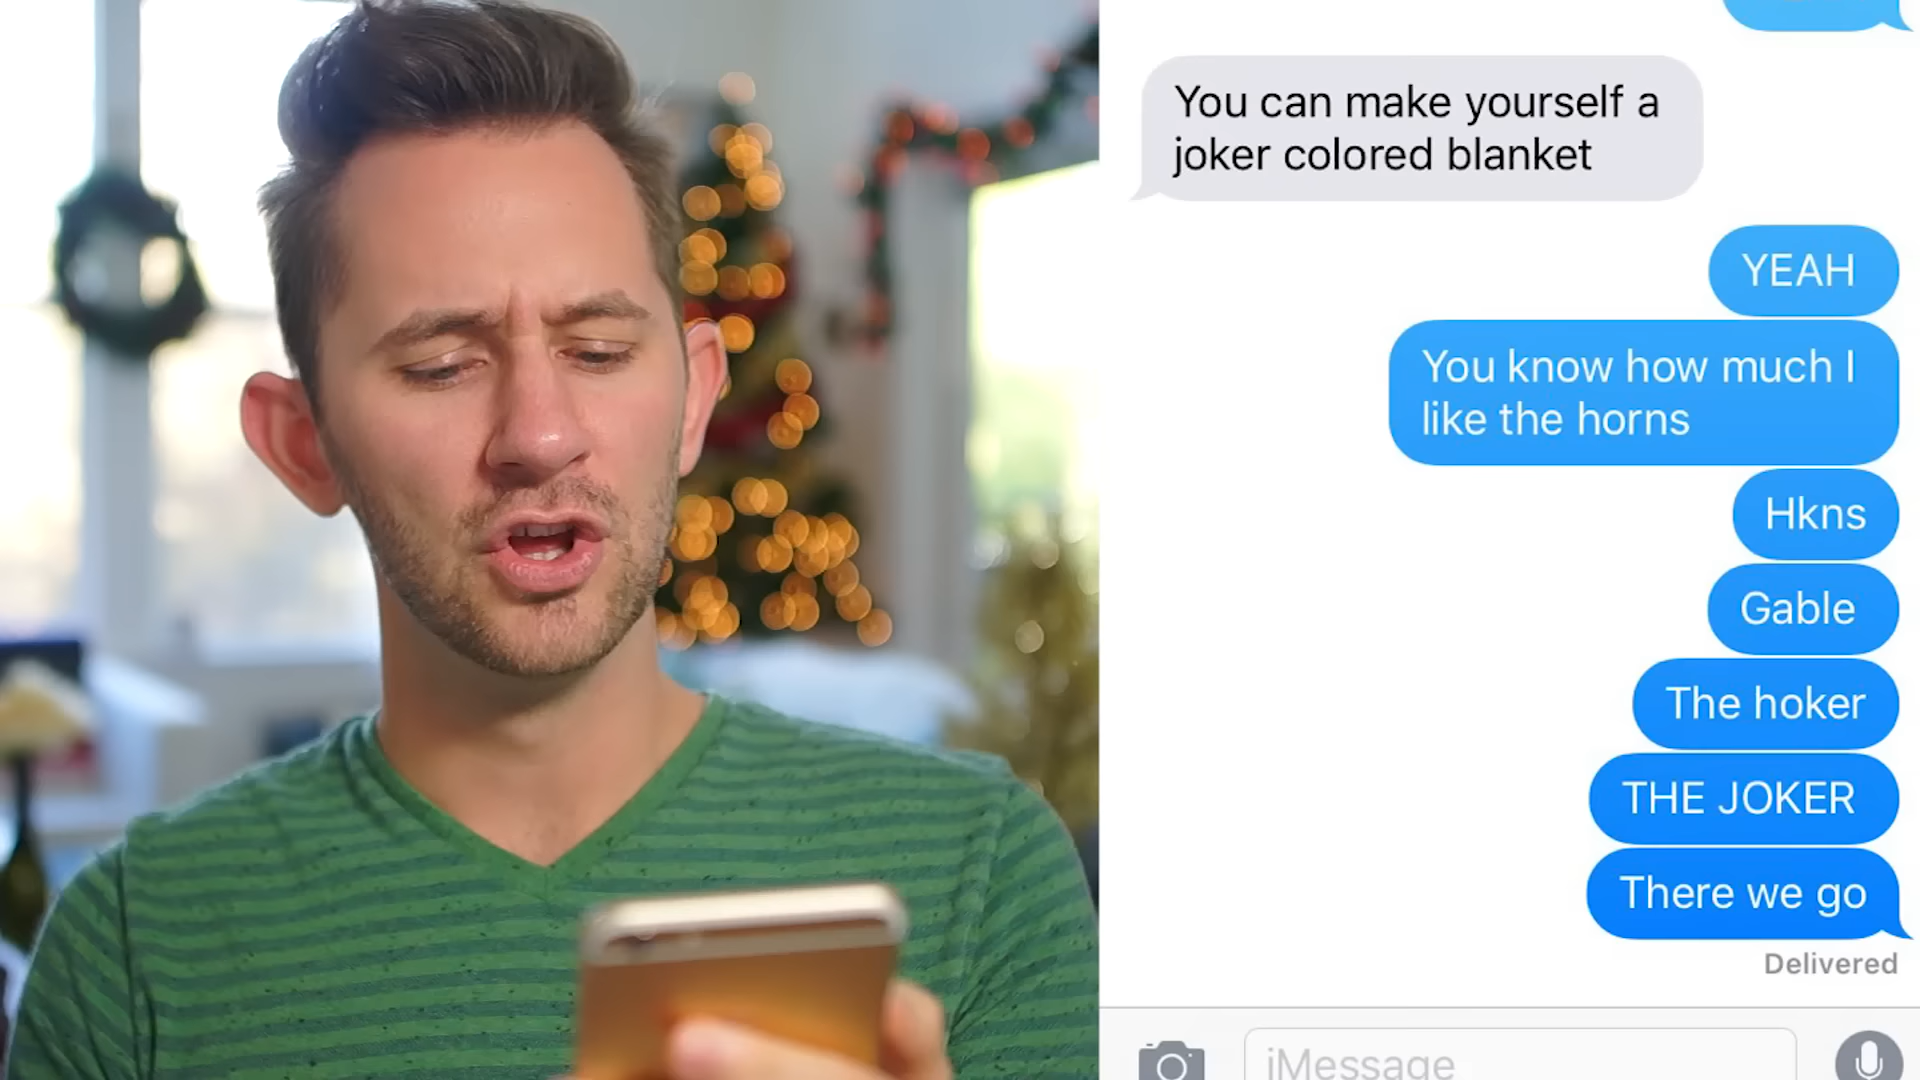 You can make yourself a
joker colored blanket
YEAH
You know how much I
like the horns
Hkns
Gable
The hoker
THE JOKER
There we go
Delivered
iMessage